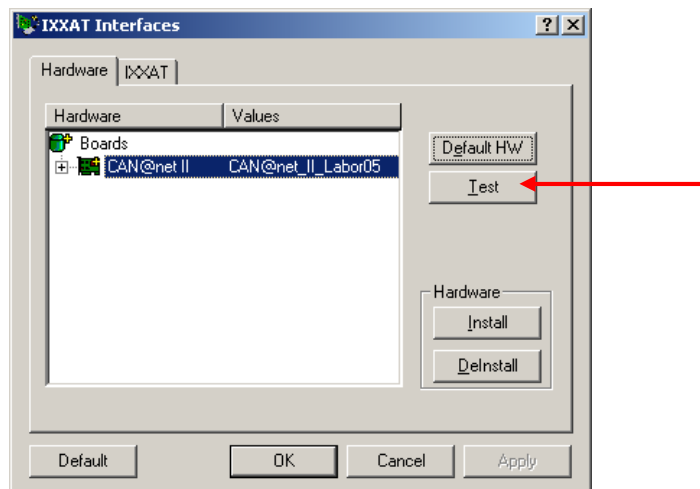 IXXAT Interfaces
Hardware IXXAT
Hardware Values
Boards
CAN@net II CAN@net_II_Labor05
Default HW
Test
Hardware
Install
DeInstall
Default OK Cancel Apply